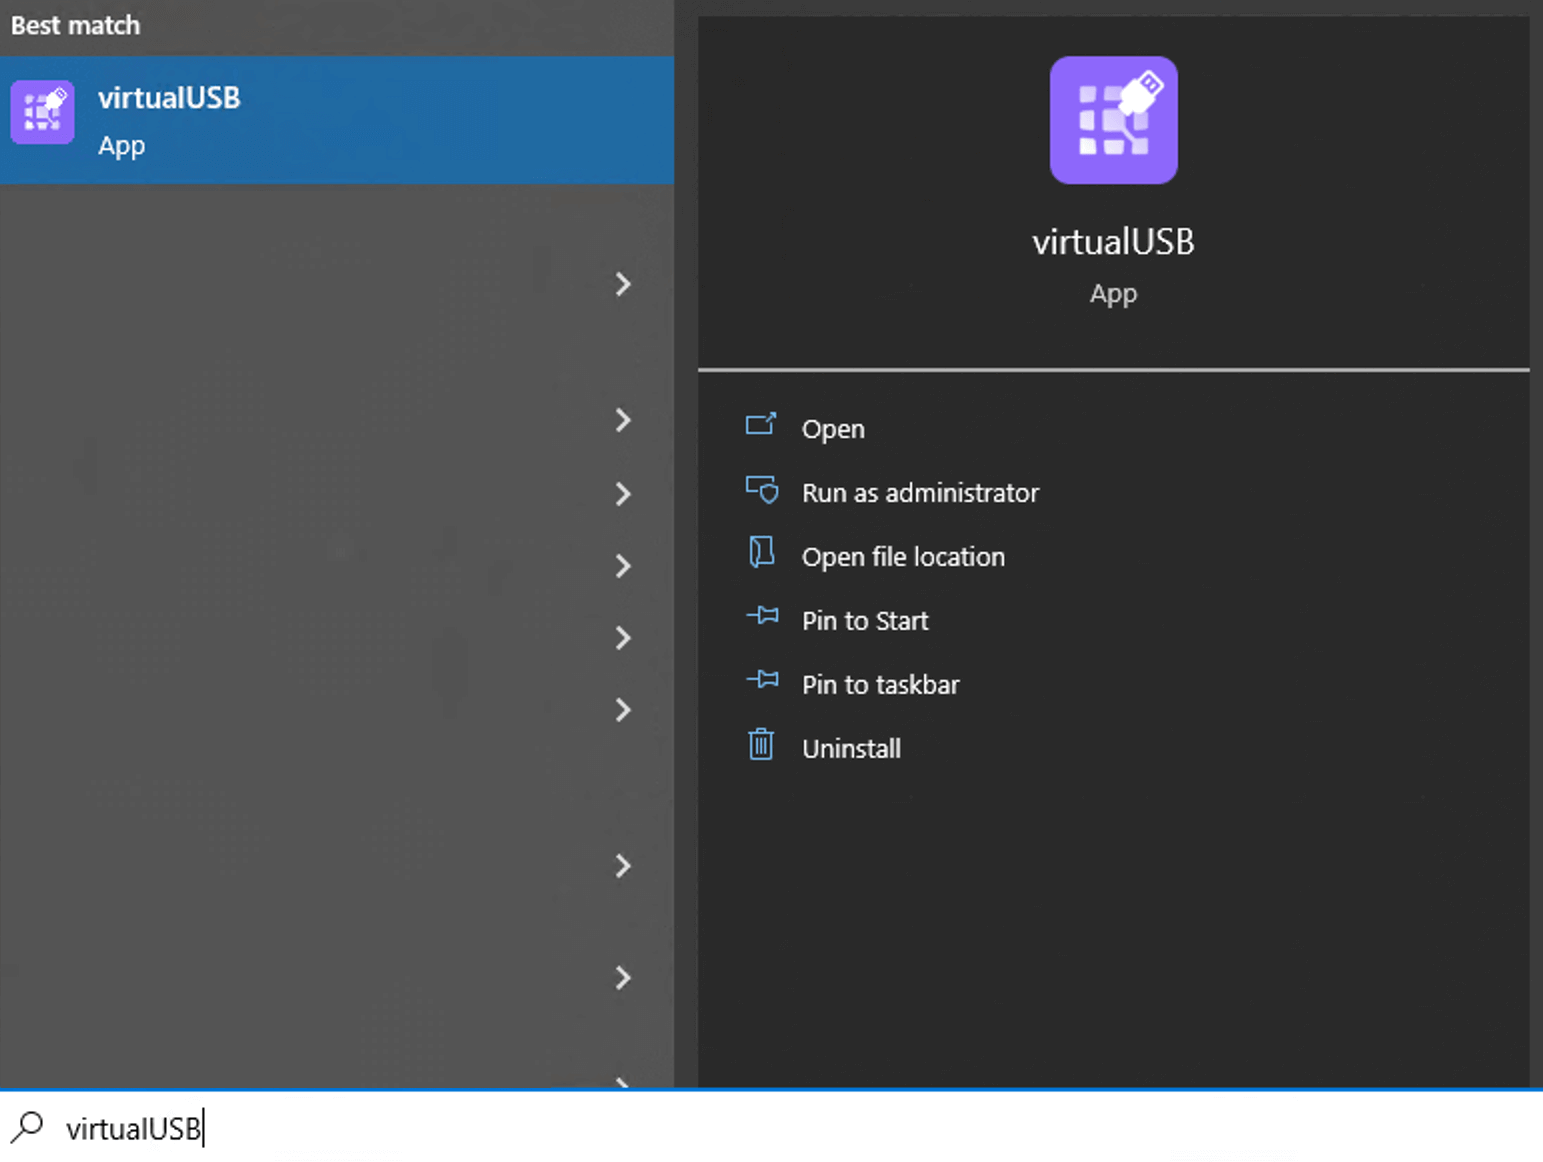 Best match
virtualUSB
App
virtualUSB
App
Open
Run as administrator
Open file location
Pin to Start
Pin to taskbar
Uninstall
virtualUSB